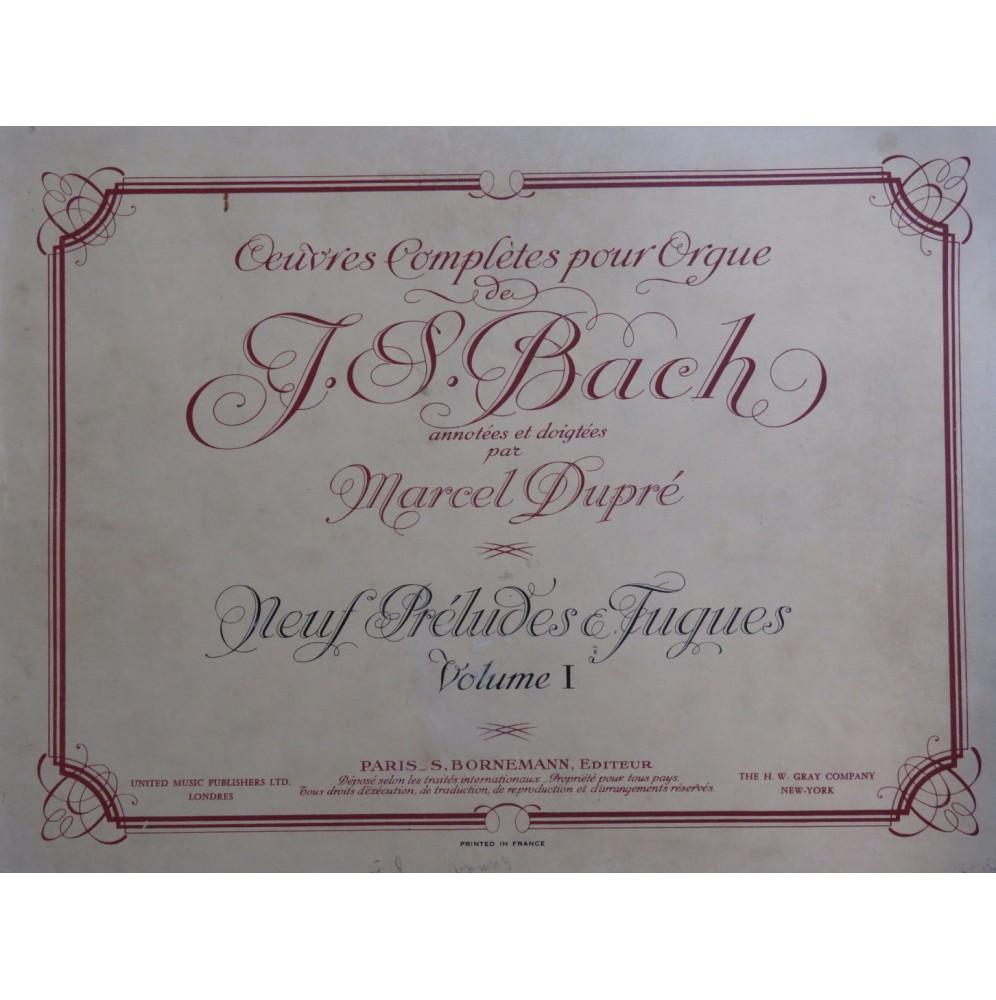 Oeuvres Complètes pour Orgue
de
J. S. Bach
annotées et doigtées
par
Marcel Dupré
Neuf Préludes & Fugues
Volume I
PARIS_S. BORNEMANN, EDITEUR
Déposé selon les traités internationaux. Propriété pour tous pays.
Tous droits d'exécution, de traduction, de reproduction et d'arrangements réservés.
UNITED MUSIC PUBLISHERS LTD.
LONDRES
THE H. W. GRAY COMPANY
NEW-YORK
PRINTED IN FRANCE